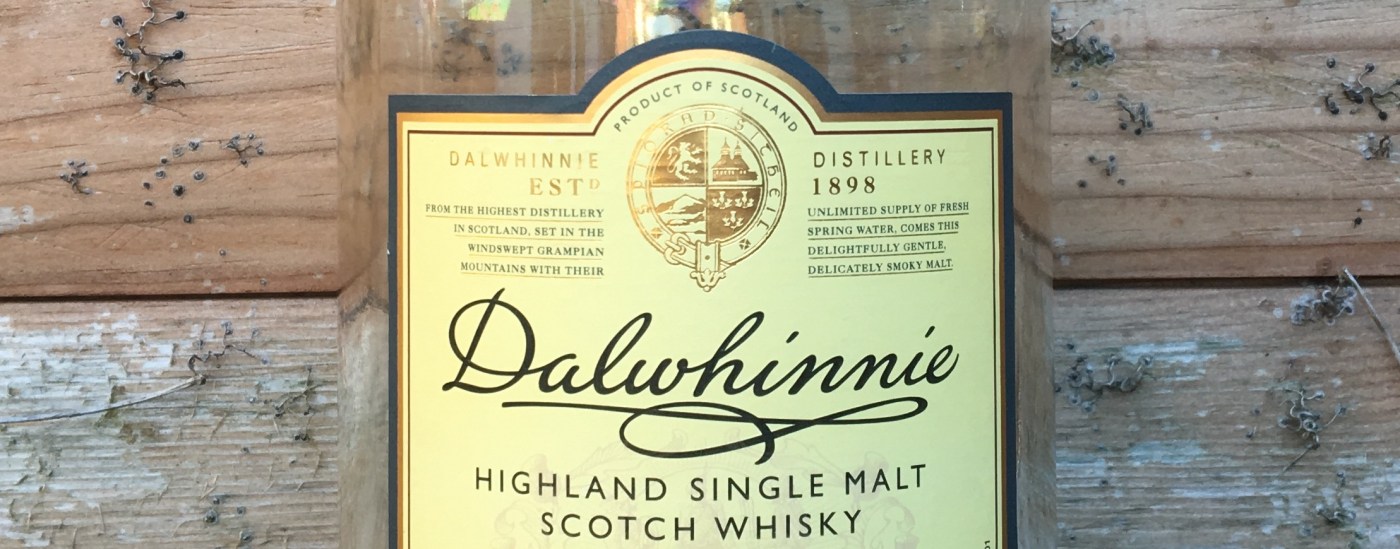 PRODUCT OF SCOTLAND
DALWHINNIE
ESTD
FROM THE HIGHEST DISTILLERY
IN SCOTLAND, SET IN THE
WINDSWEPT GRAMPIAN
MOUNTAINS WITH THEIR
DISTILLERY
1898
UNLIMITED SUPPLY OF FRESH
SPRING WATER, COMES THIS
DELIGHTFULLY GENTLE,
DELICATELY SMOKY MALT.
Dalwhinnie
HIGHLAND SINGLE MALT
SCOTCH WHISKY